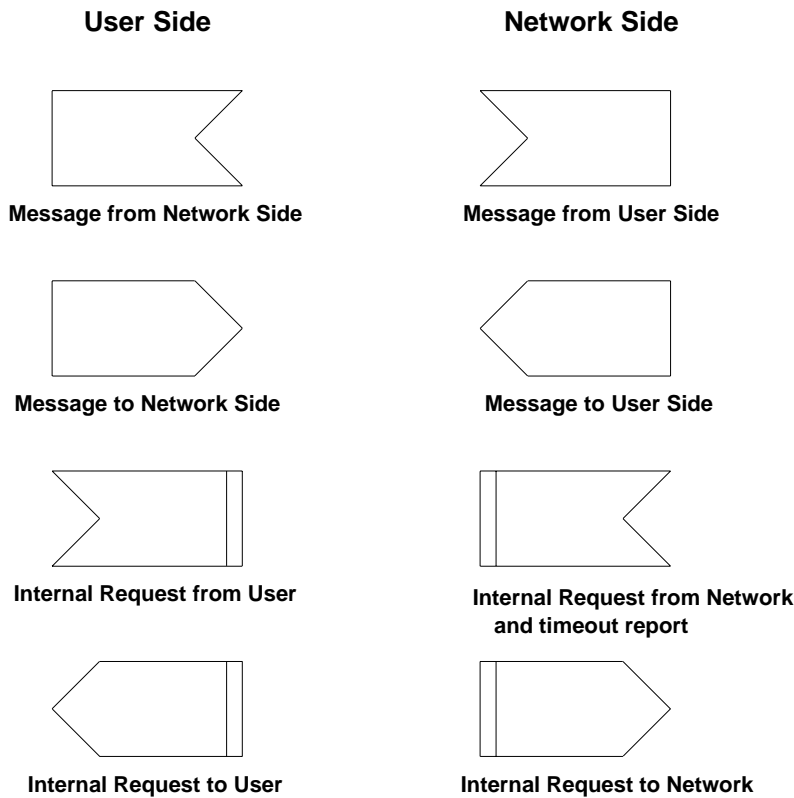 User Side
Network Side
Message from Network Side
Message from User Side
Message to Network Side
Message to User Side
Internal Request from User
Internal Request from Network
and timeout report
Internal Request to User
Internal Request to Network